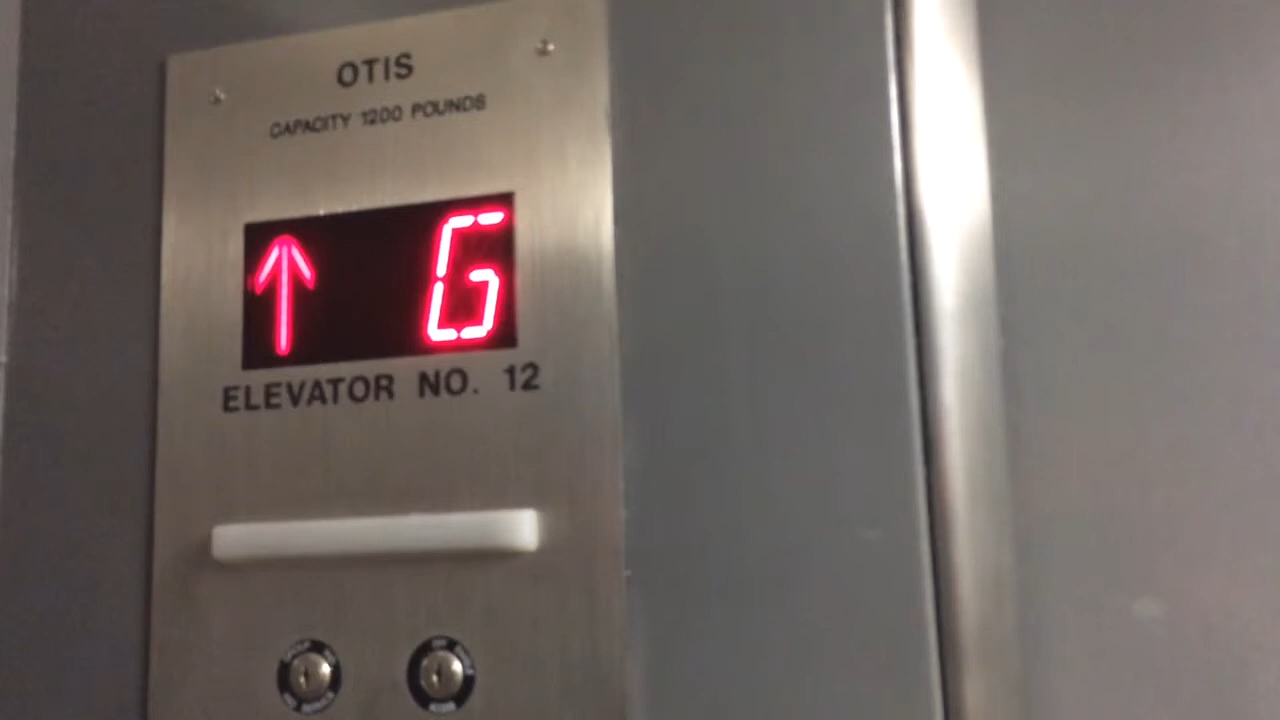 OTIS
CAPACITY 1200 POUNDS
↑ G
ELEVATOR NO. 12